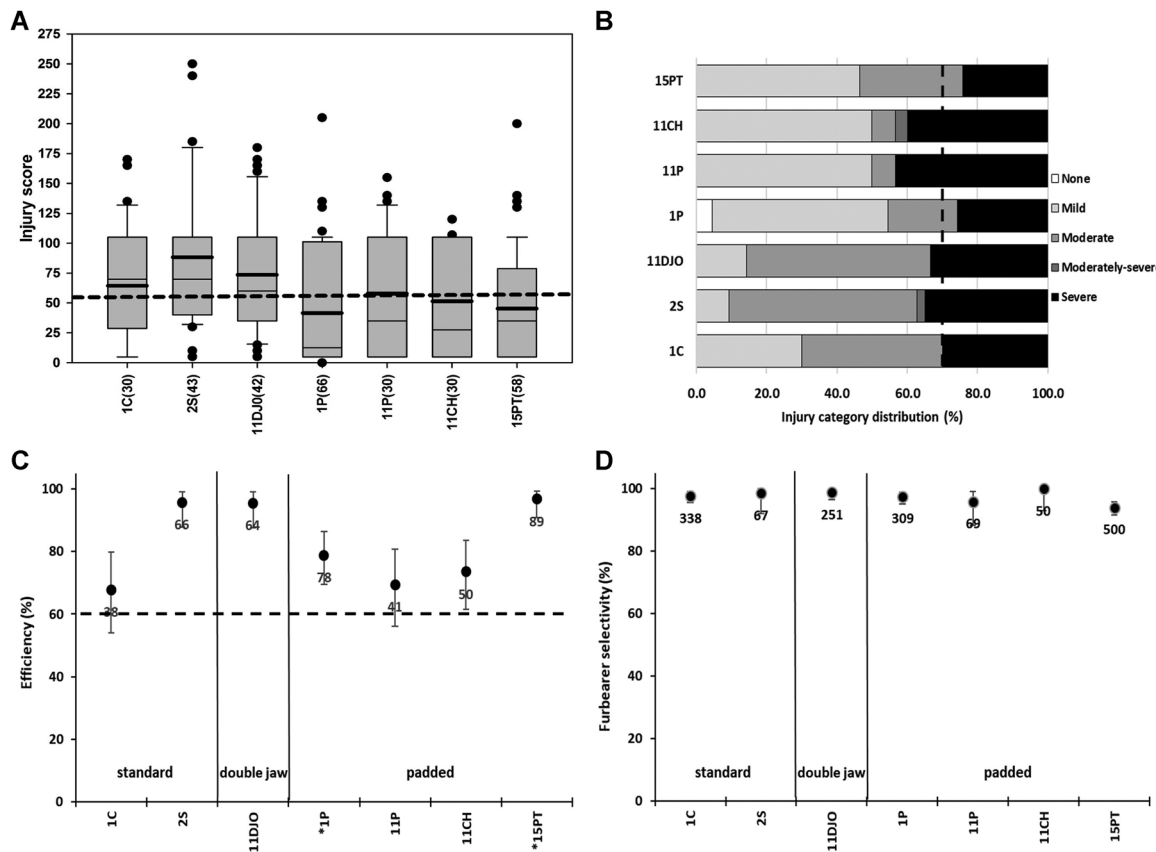 A
275
250
225
200
175
150
125
100
75
50
25
0
Injury score
1C(30)
2S(43)
11DJ0(42)
1P(66)
11P(30)
11CH(30)
15PT(58)
B
15PT
11CH
11P
1P
11DJO
2S
1C
0.0 20.0 40.0 60.0 80.0 100.0
Injury category distribution (%)
None
Mild
Moderate
Moderately-severe
Severe
C
100
80
60
40
20
0
Efficiency (%)
38
66
64
78
41
50
89
standard double jaw padded
1C
2S
11DJO
*1P
11P
11CH
*15PT
D
100
80
60
40
20
0
Furbearer selectivity (%)
338
67
251
309
69
50
500
standard double jaw padded
1C
2S
11DJO
1P
11P
11CH
15PT